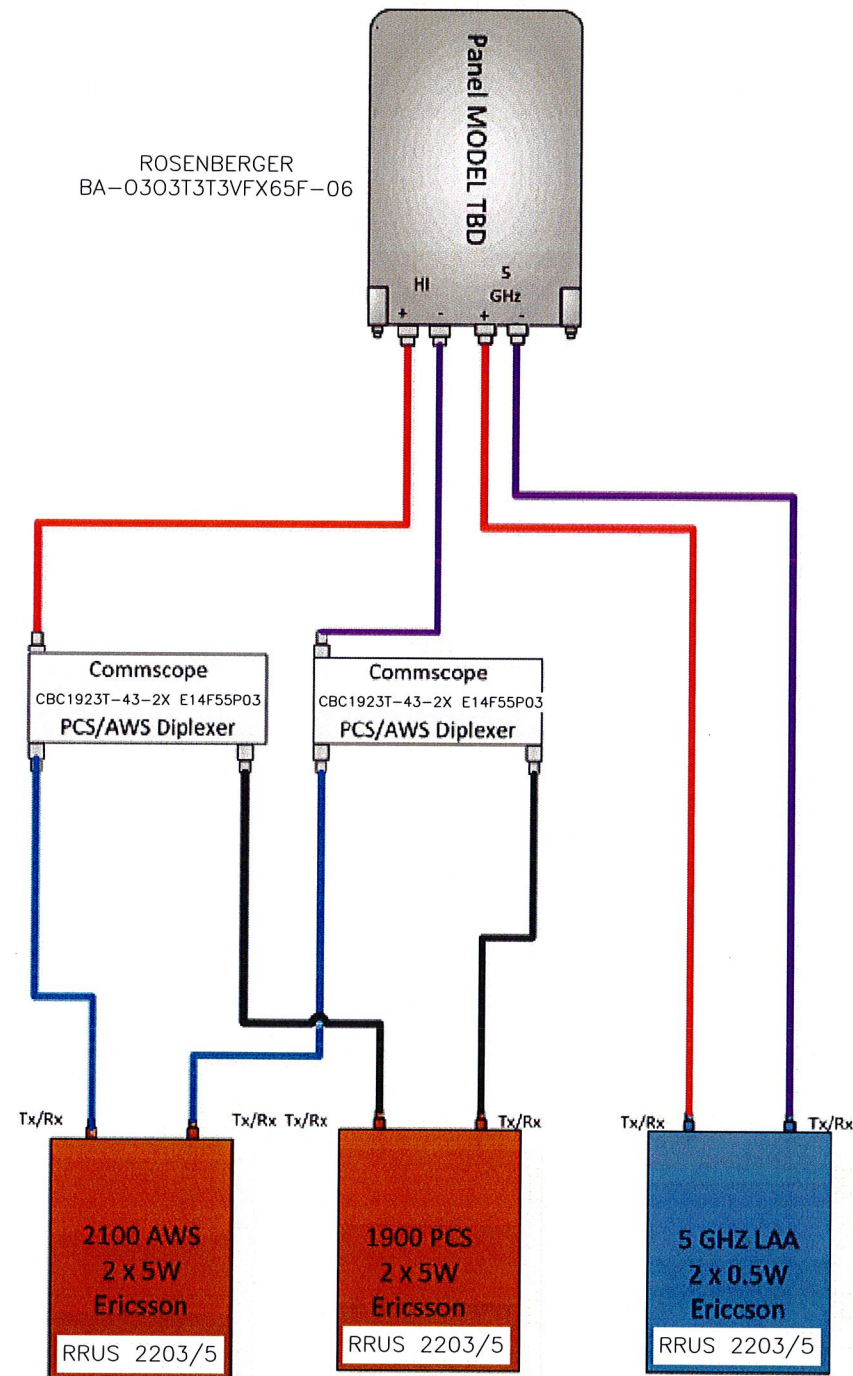 Panel MODEL TBD
ROSENBERGER
BA-0303T3T3VFX65F-06
HI
5
GHz
+ - + -
Commscope
CBC1923T-43-2X E14F55P03
PCS/AWS Diplexer
Commscope
CBC1923T-43-2X E14F55P03
PCS/AWS Diplexer
Tx/Rx
Tx/Rx
Tx/Rx
Tx/Rx
Tx/Rx
Tx/Rx
2100 AWS
2 x 5W
Ericsson
RRUS 2203/5
1900 PCS
2 x 5W
Ericsson
RRUS 2203/5
5 GHZ LAA
2 x 0.5W
Ericcson
RRUS 2203/5